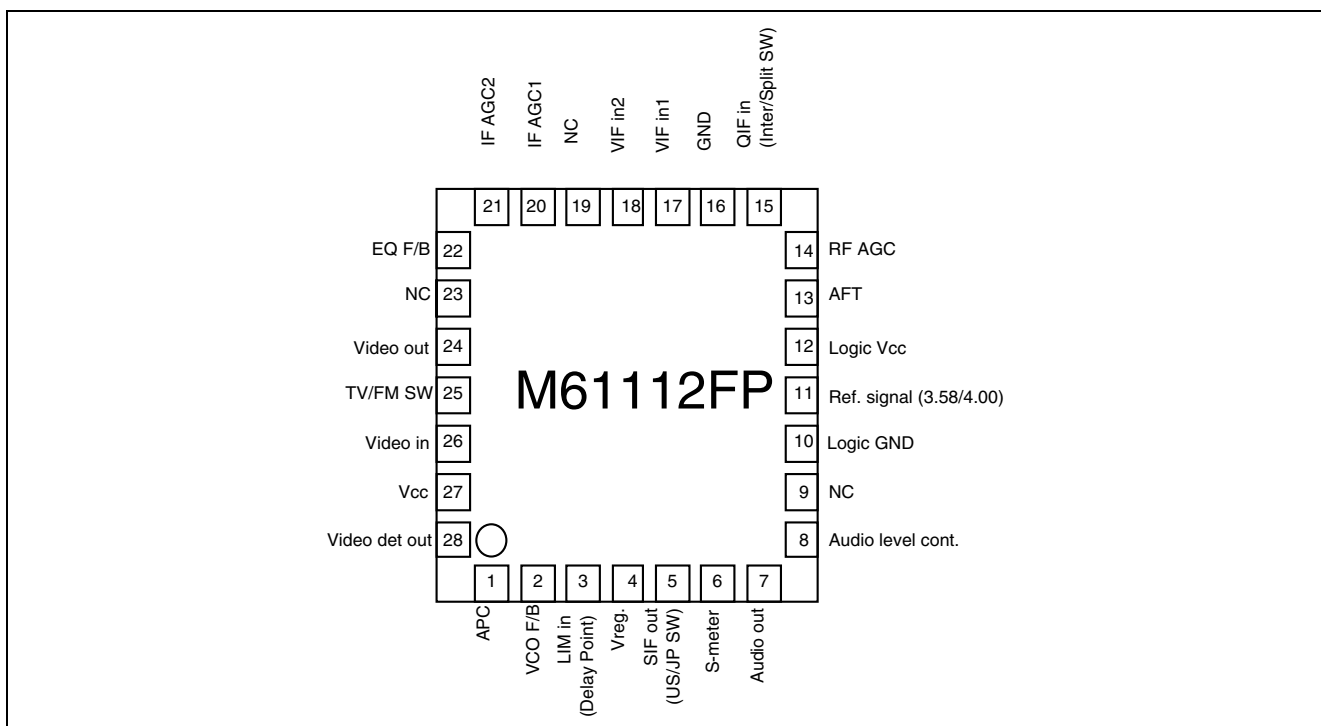 IF AGC2
IF AGC1
NC
VIF in2
VIF in1
GND
QIF in
(Inter/Split SW)
21
20
19
18
17
16
15
EQ F/B
22
NC
23
Video out
24
TV/FM SW
25
Video in
26
Vcc
27
Video det out
28
M61112FP
14
RF AGC
13
AFT
12
Logic Vcc
11
Ref. signal (3.58/4.00)
10
Logic GND
9
NC
8
Audio level cont.
1
2
3
4
5
6
7
APC
VCO F/B
LIM in
(Delay Point)
Vreg.
SIF out
(US/JP SW)
S-meter
Audio out